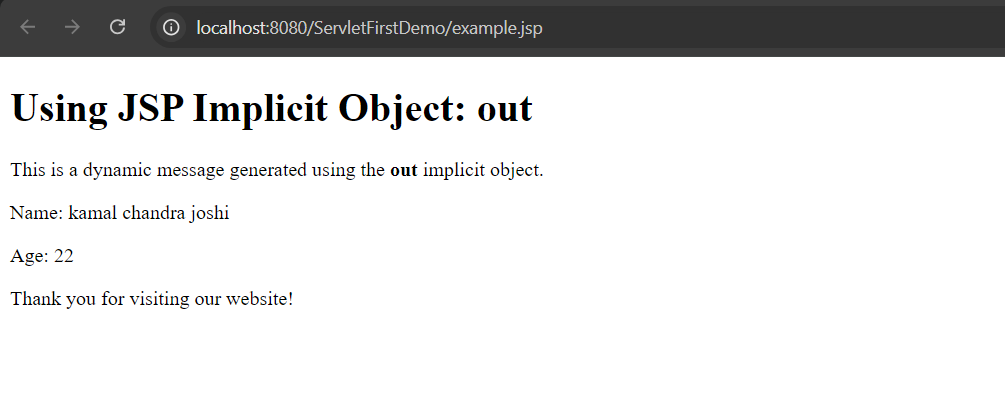 localhost:8080/ServletFirstDemo/example.jsp
Using JSP Implicit Object: out
This is a dynamic message generated using the out implicit object.
Name: kamal chandra joshi
Age: 22
Thank you for visiting our website!